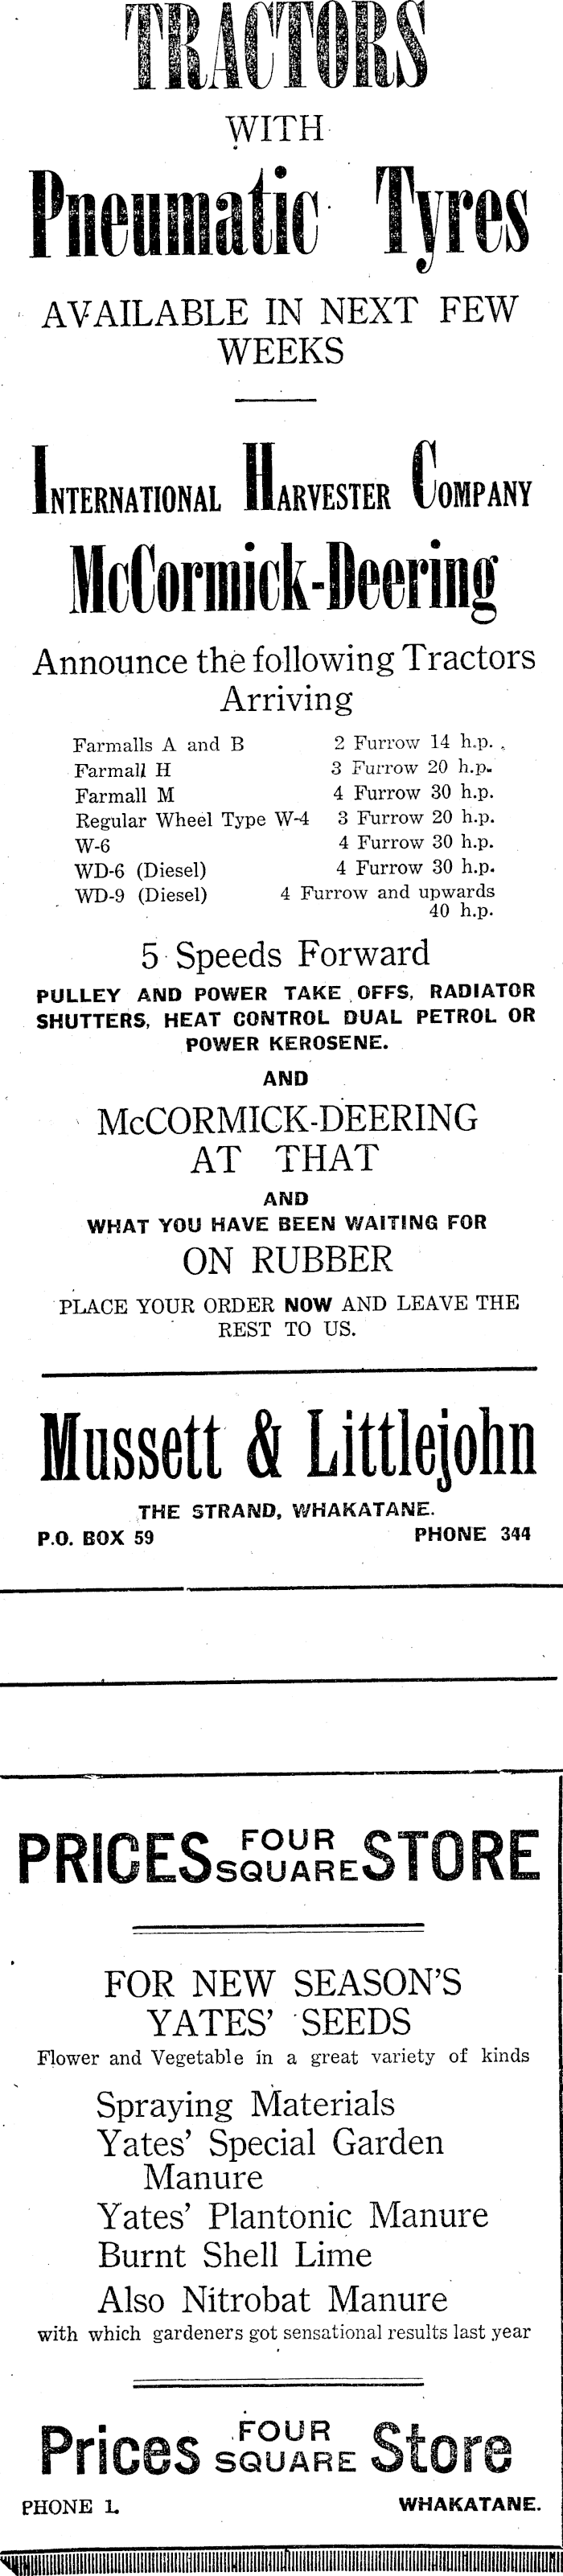 TRACTORS
WITH
Pneumatic Tyres
AVAILABLE IN NEXT FEW
WEEKS
INTERNATIONAL HARVESTER COMPANY
McCormick-Deering
Announce the following Tractors
Arriving
Farmalls A and B 2 Furrow 14 h.p.
Farmall H 3 Furrow 20 h.p.
Farmall M 4 Furrow 30 h.p.
Regular Wheel Type W-4 3 Furrow 20 h.p.
W-6 4 Furrow 30 h.p.
WD-6 (Diesel) 4 Furrow 30 h.p.
WD-9 (Diesel) 4 Furrow and upwards
40 h.p.
5 Speeds Forward
PULLEY AND POWER TAKE OFFS, RADIATOR
SHUTTERS, HEAT CONTROL DUAL PETROL OR
POWER KEROSENE.
AND
McCORMICK-DEERING
AT THAT
AND
WHAT YOU HAVE BEEN WAITING FOR
ON RUBBER
PLACE YOUR ORDER NOW AND LEAVE THE
REST TO US.
Mussett & Littlejohn
THE STRAND, WHAKATANE.
P.O. BOX 59 PHONE 344
PRICES FOUR SQUARE STORE
FOR NEW SEASON'S
YATES' SEEDS
Flower and Vegetable in a great variety of kinds
Spraying Materials
Yates' Special Garden
Manure
Yates' Plantonic Manure
Burnt Shell Lime
Also Nitrobat Manure
with which gardeners got sensational results last year
Prices FOUR SQUARE Store
PHONE 1. WHAKATANE.